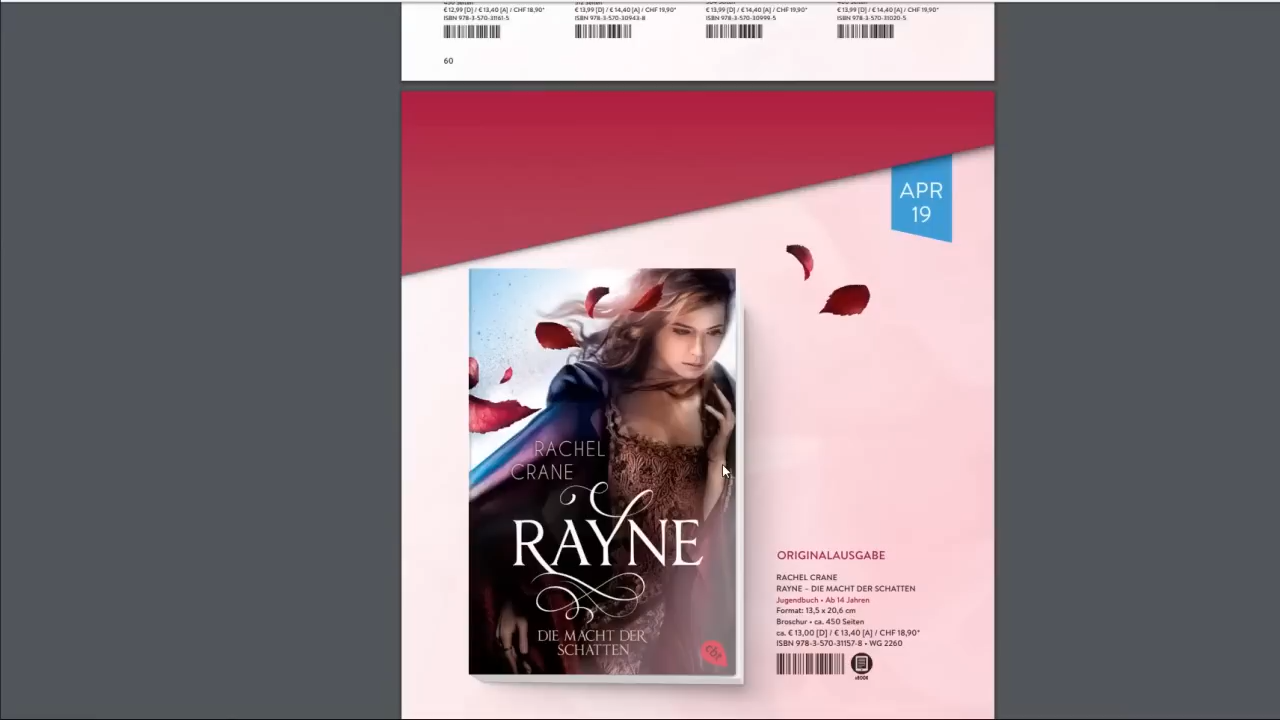 € 12,99 [D] / € 13,40 [A] / CHF 18,90*
ISBN 978-3-570-31161-5
€ 13,99 [D] / € 14,40 [A] / CHF 19,90*
ISBN 978-3-570-30943-8
€ 13,99 [D] / € 14,40 [A] / CHF 19,90*
ISBN 978-3-570-30999-5
€ 13,99 [D] / € 14,40 [A] / CHF 19,90*
ISBN 978-3-570-31020-5
60
APR
19
RACHEL
CRANE
RAYNE
DIE MACHT DER
SCHATTEN
cbt
ORIGINALAUSGABE
RACHEL CRANE
RAYNE – DIE MACHT DER SCHATTEN
Jugendbuch • Ab 14 Jahren
Format: 13,5 x 20,6 cm
Broschur • ca. 450 Seiten
ca. € 13,00 [D] / € 13,40 [A] / CHF 18,90*
ISBN 978-3-570-31157-8 • WG 2260
eBOOK